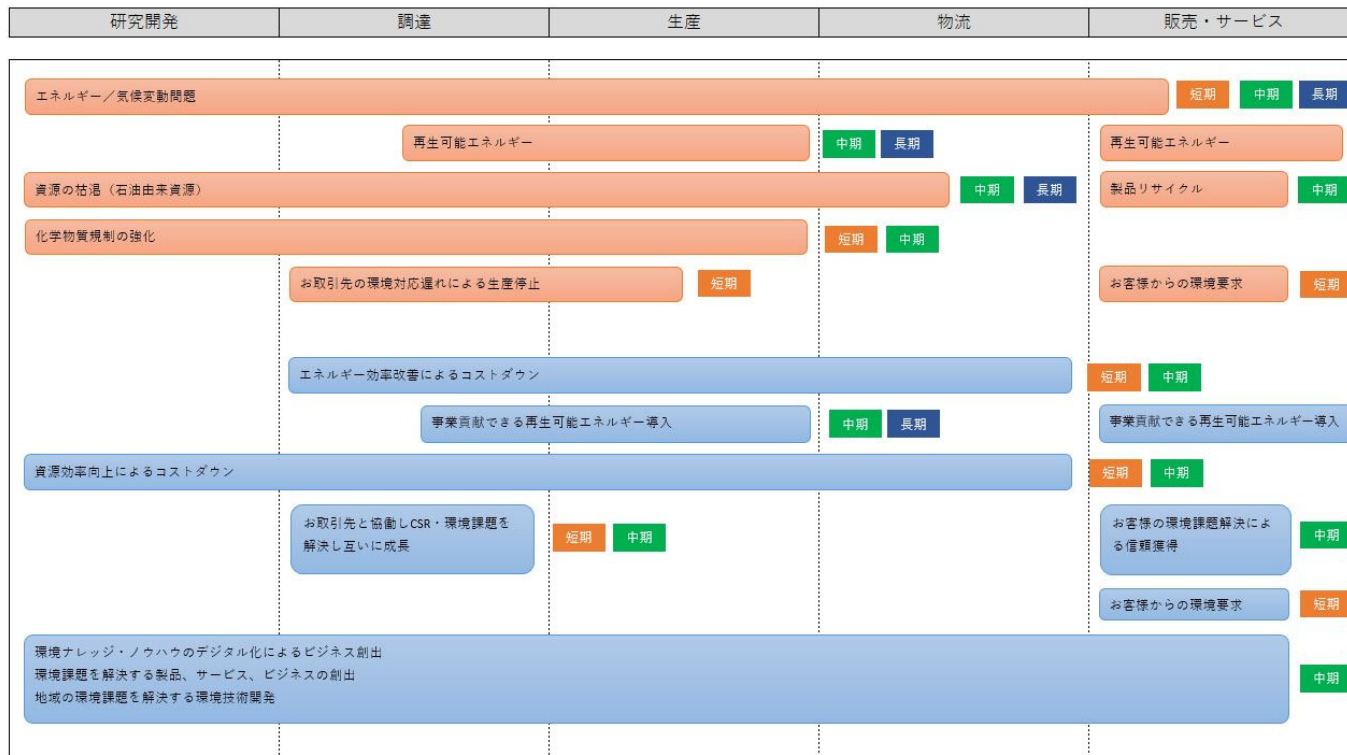 研究開発
調達
生産
物流
販売・サービス
エネルギー／気候変動問題
短期
中期
長期
再生可能エネルギー
中期
長期
再生可能エネルギー
資源の枯渇（石油由来資源）
中期
長期
製品リサイクル
中期
化学物質規制の強化
短期
中期
お取引先の環境対応遅れによる生産停止
短期
お客様からの環境要求
短期
エネルギー効率改善によるコストダウン
短期
中期
事業貢献できる再生可能エネルギー導入
中期
長期
事業貢献できる再生可能エネルギー導入
資源効率向上によるコストダウン
短期
中期
お取引先と協働しCSR・環境課題を
解決し互いに成長
短期
中期
お客様の環境課題解決によ
る信頼獲得
中期
お客様からの環境要求
短期
環境ナレッジ・ノウハウのデジタル化によるビジネス創出
環境課題を解決する製品、サービス、ビジネスの創出
地域の環境課題を解決する環境技術開発
中期